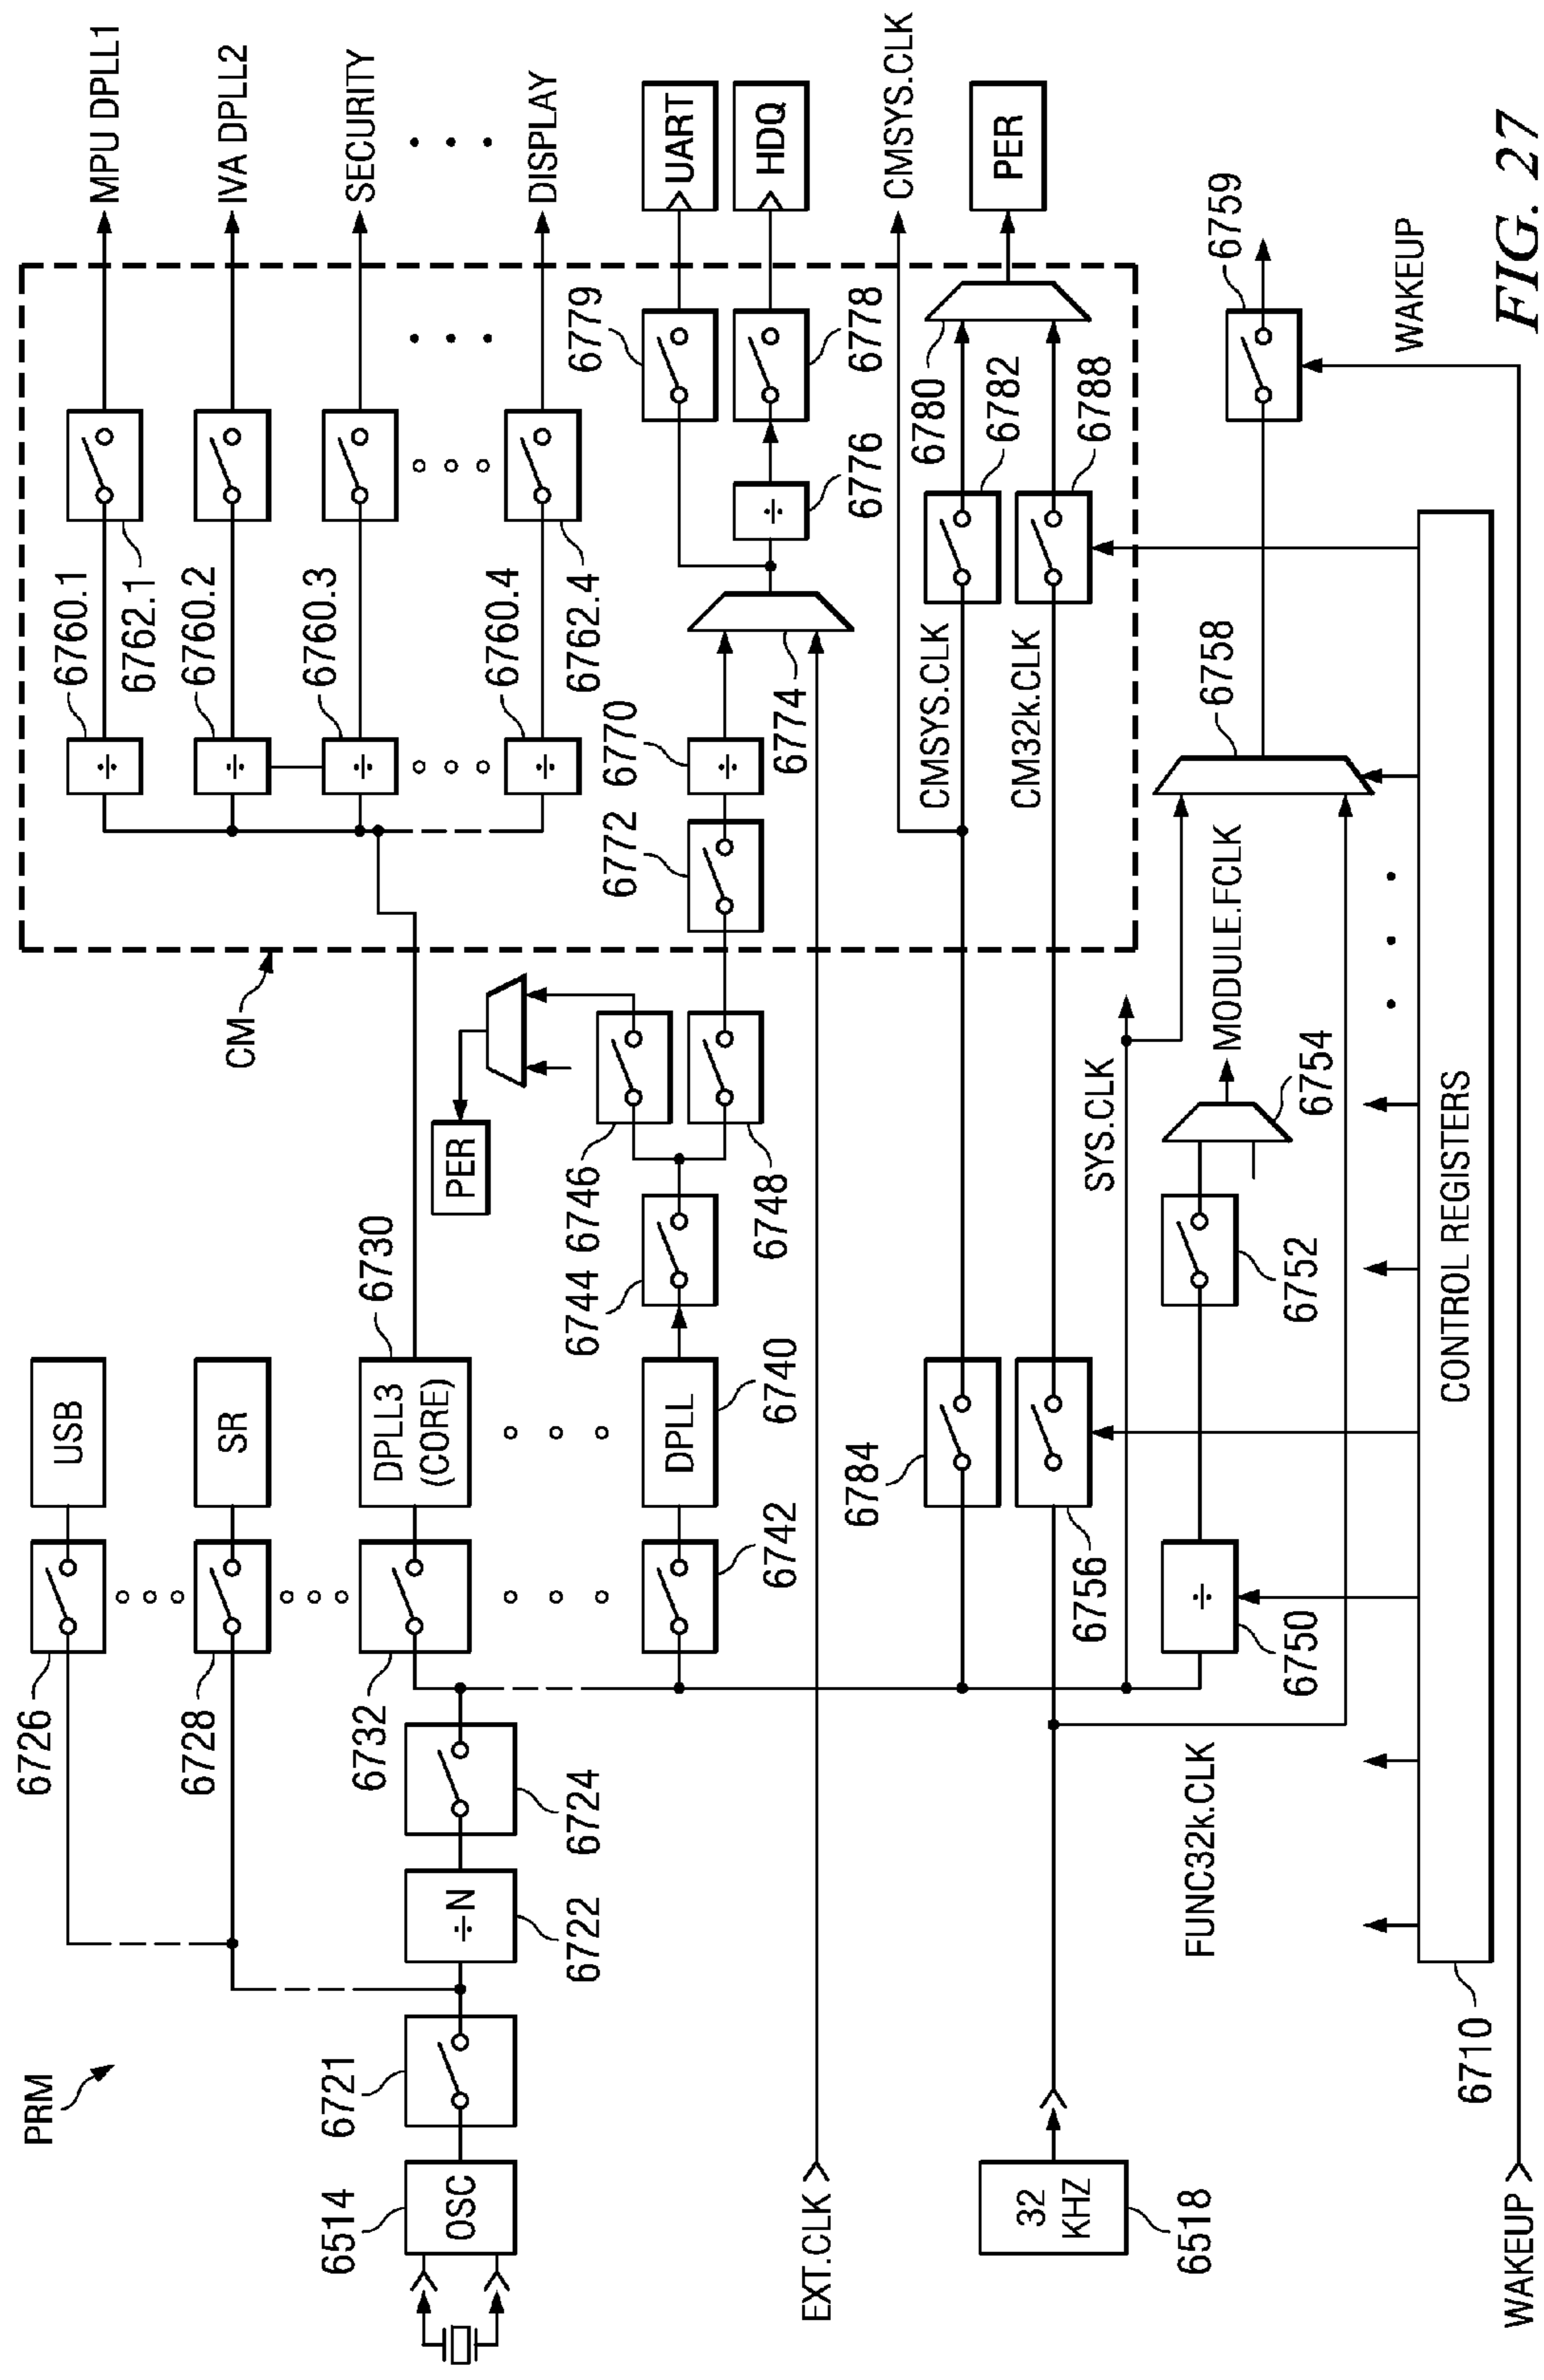 PRM
6726
USB
6728
SR
6732
DPLL3
(CORE)
6730
6514
OSC
6721
÷N
6722
6724
6742
DPLL
6740
6744
6746
6748
PER
CM
6760.1
÷
6762.1
MPU DPLL1
6760.2
÷
IVA DPLL2
6760.3
÷
SECURITY
6760.4
÷
6762.4
DISPLAY
6772
6770
÷
6774
6779
UART
6776
÷
6778
HDQ
EXT.CLK
CMSYS.CLK
6784
CMSYS.CLK
6782
6780
PER
32
KHZ
6518
6756
CM32k.CLK
6788
SYS.CLK
FUNC32k.CLK
6750
÷
6752
6754
MODULE.FCLK
6758
6759
WAKEUP
6710
CONTROL REGISTERS
WAKEUP
FIG. 27